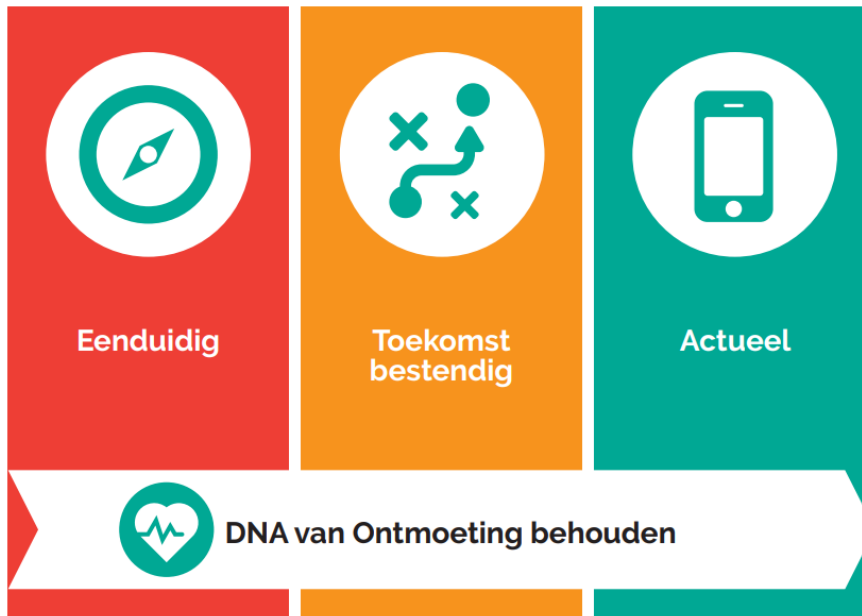 Eenduidig
Toekomst
bestendig
Actueel
DNA van Ontmoeting behouden